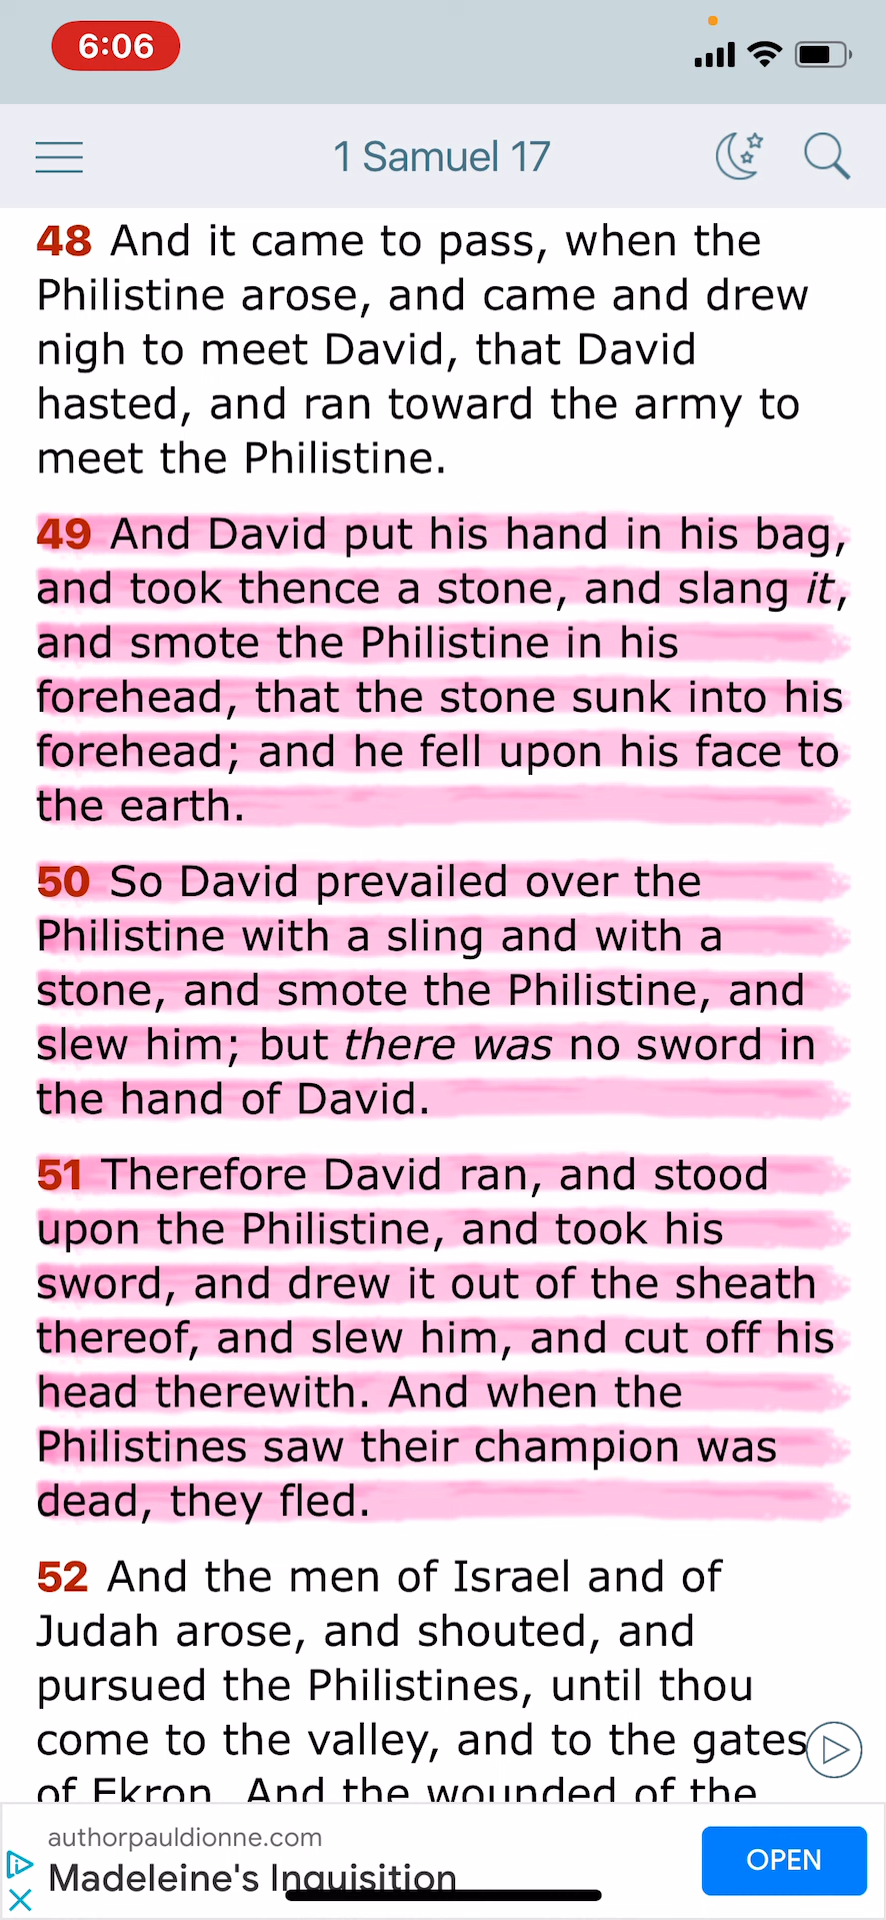 6:06
1 Samuel 17
48 And it came to pass, when the
Philistine arose, and came and drew
nigh to meet David, that David
hasted, and ran toward the army to
meet the Philistine.
49 And David put his hand in his bag,
and took thence a stone, and slang it,
and smote the Philistine in his
forehead, that the stone sunk into his
forehead; and he fell upon his face to
the earth.
50 So David prevailed over the
Philistine with a sling and with a
stone, and smote the Philistine, and
slew him; but there was no sword in
the hand of David.
51 Therefore David ran, and stood
upon the Philistine, and took his
sword, and drew it out of the sheath
thereof, and slew him, and cut off his
head therewith. And when the
Philistines saw their champion was
dead, they fled.
52 And the men of Israel and of
Judah arose, and shouted, and
pursued the Philistines, until thou
come to the valley, and to the gates
of Ekron. And the wounded of the
authorpauldionne.com
Madeleine's Inquisition
OPEN